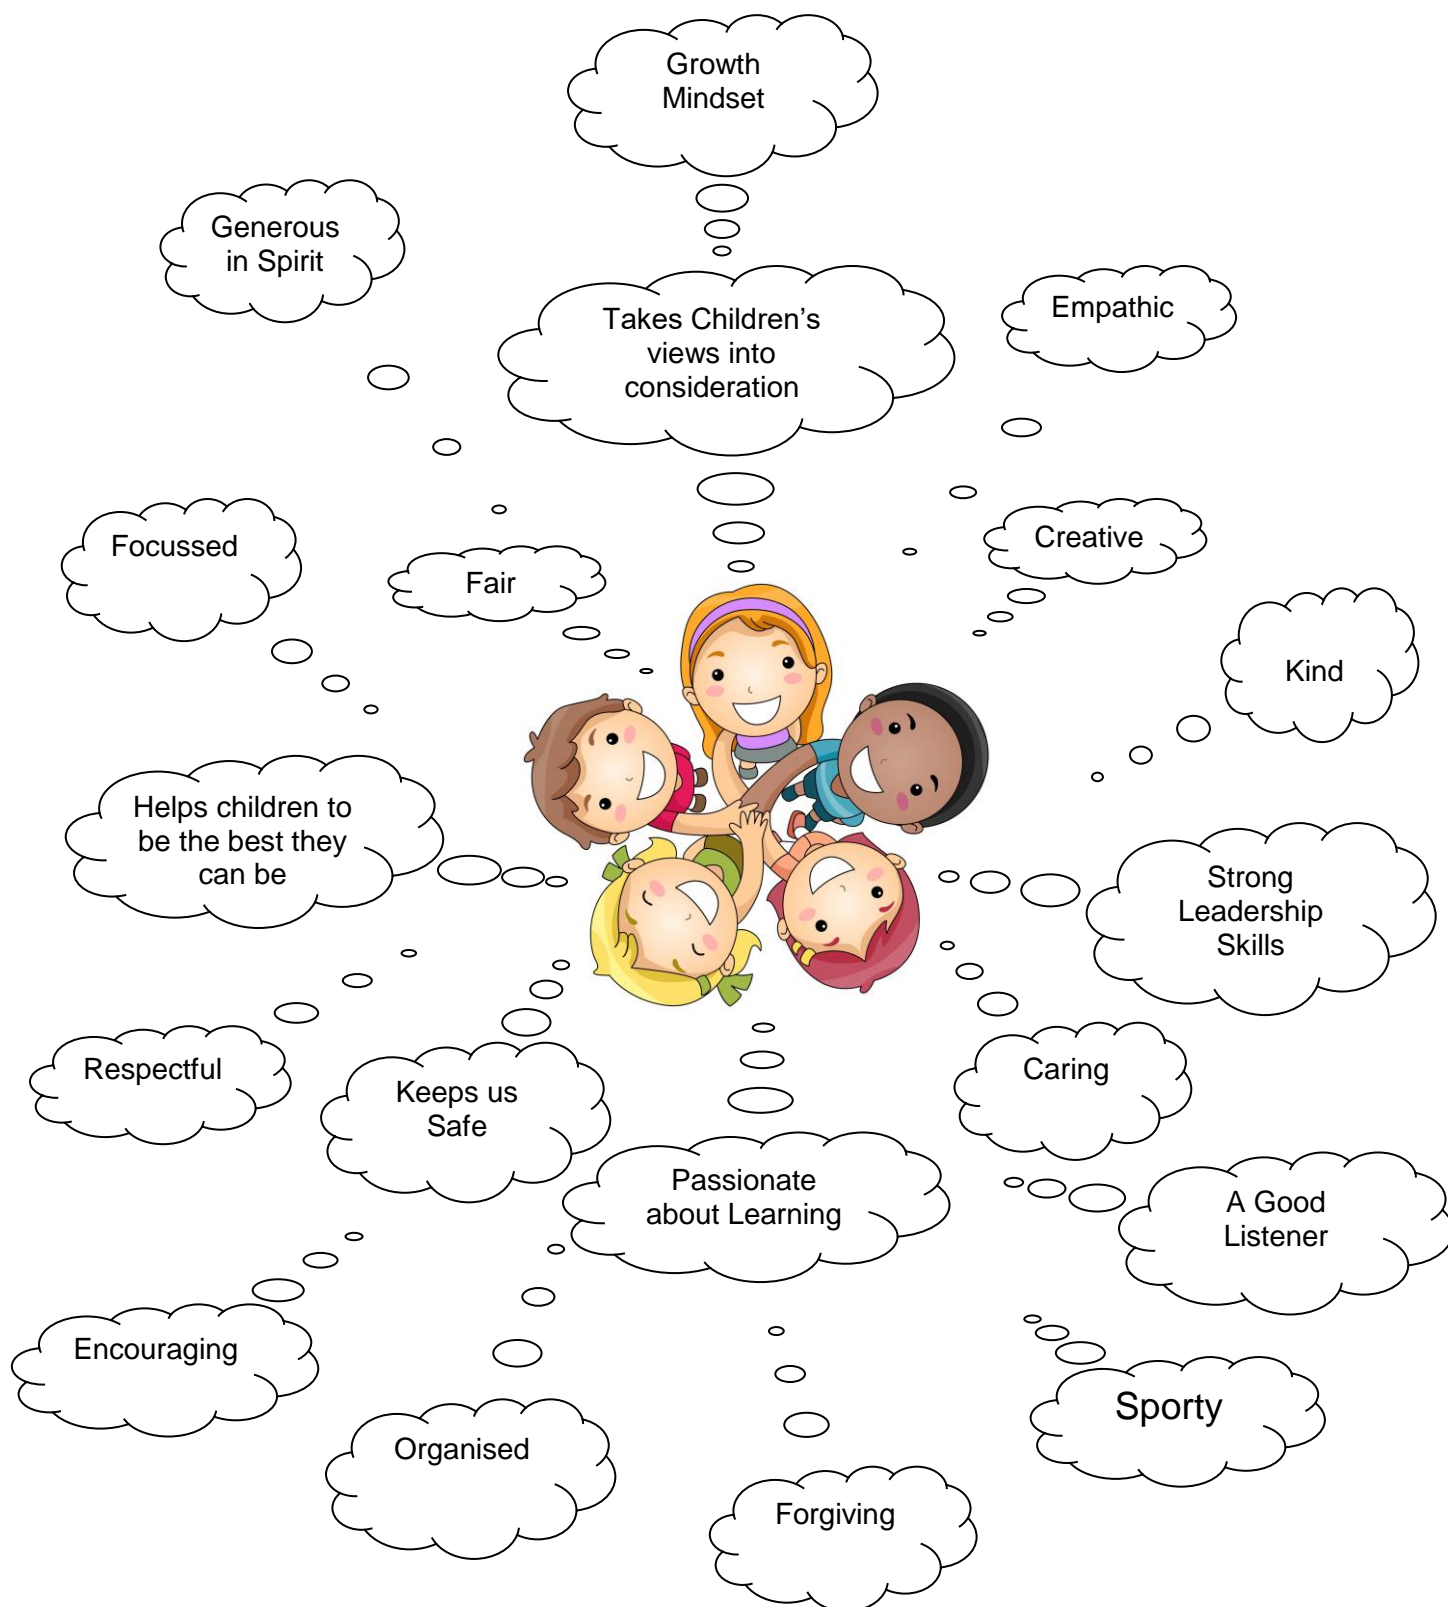 Growth
Mindset
Generous
in Spirit
Takes Children’s
views into
consideration
Empathic
Focussed
Fair
Creative
Kind
Helps children to
be the best they
can be
Strong
Leadership
Skills
Respectful
Keeps us
Safe
Caring
Passionate
about Learning
A Good
Listener
Encouraging
Organised
Sporty
Forgiving